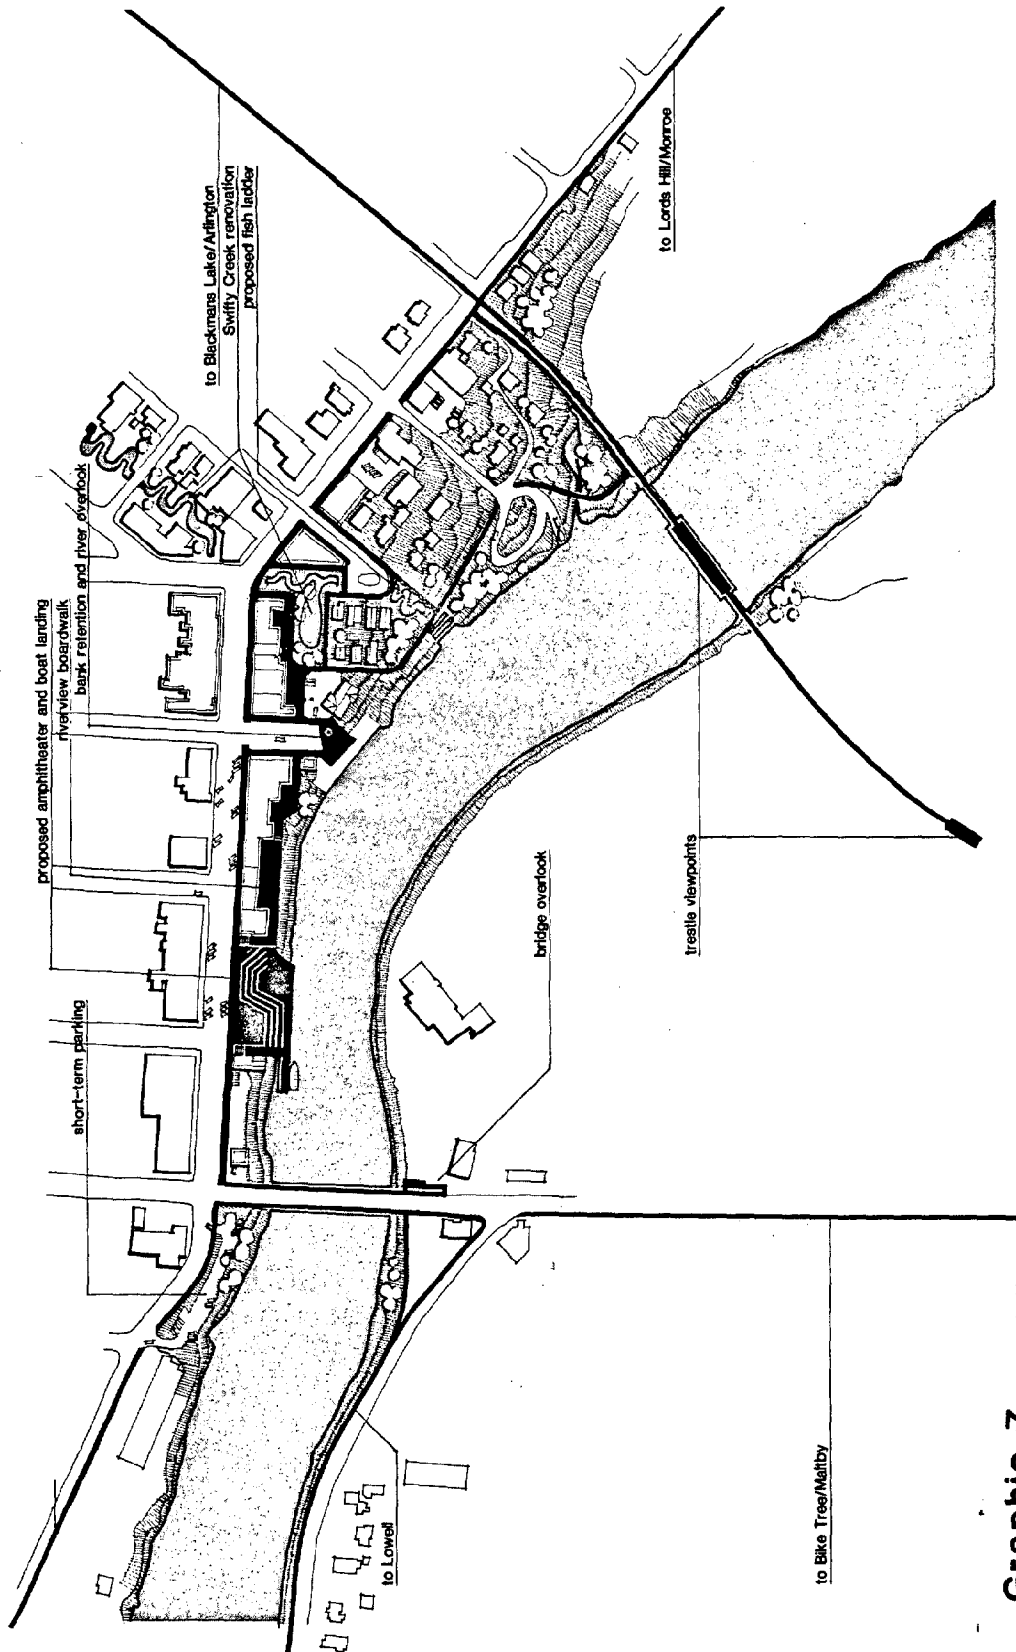 to Blackmans Lake/Arlington
Swifty Creek renovation
proposed fish ladder
to Lords Hill/Monroe
proposed amphitheater and boat landing
riverview boardwalk
bank retention and river overlook
short-term parking
bridge overlook
trestle viewpoints
to Lowell
to Bike Tree/Maltby
Graphic